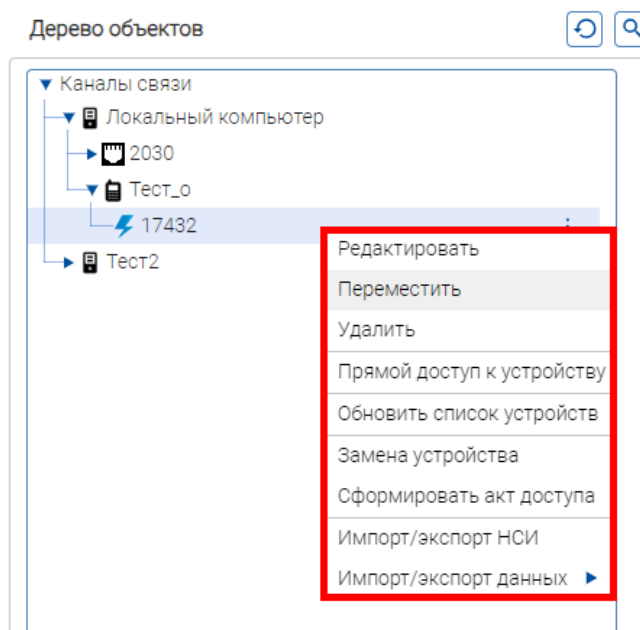 Дерево объектов
Каналы связи
Локальный компьютер
2030
Тест_о
17432
Тест2
Редактировать
Переместить
Удалить
Прямой доступ к устройству
Обновить список устройств
Замена устройства
Сформировать акт доступа
Импорт/экспорт НСИ
Импорт/экспорт данных